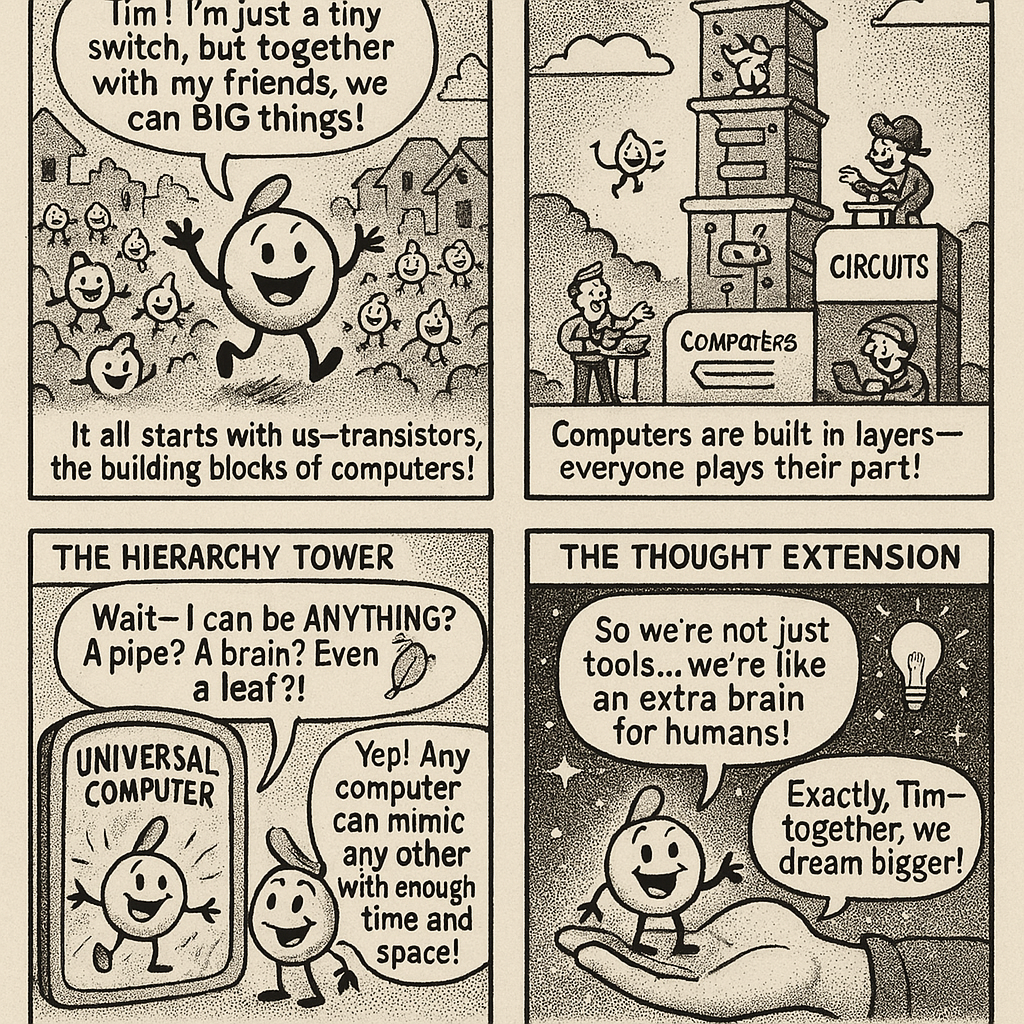 Tim! I'm just a tiny
switch, but together
with my friends, we
can BIG things!
It all starts with us—transistors,
the building blocks of computers!
CIRCUITS
COMPUTERS
Computers are built in layers—
everyone plays their part!
THE HIERARCHY TOWER
Wait—I can be ANYTHING?
A pipe? A brain? Even
a leaf?!
UNIVERSAL
COMPUTER
Yep! Any
computer
can mimic
any other
with enough
time and
space!
THE THOUGHT EXTENSION
So we're not just
tools...we're like
an extra brain
for humans!
Exactly, Tim—
together, we
dream bigger!